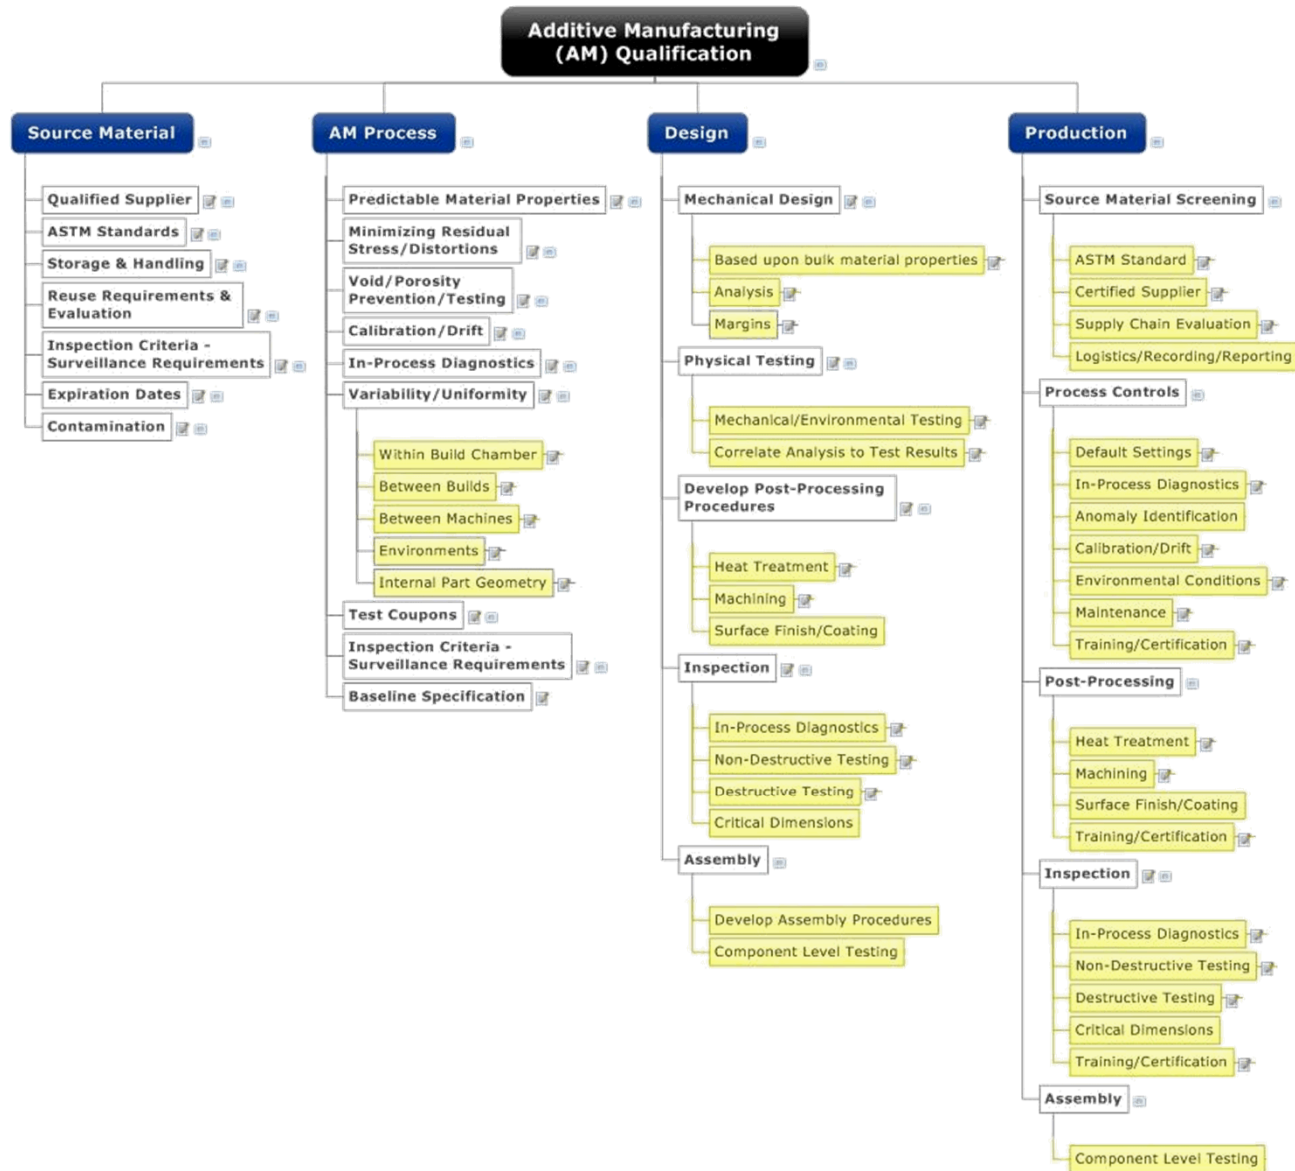 Additive Manufacturing
(AM) Qualification
Source Material
Qualified Supplier
ASTM Standards
Storage & Handling
Reuse Requirements &
Evaluation
Inspection Criteria -
Surveillance Requirements
Expiration Dates
Contamination
AM Process
Predictable Material Properties
Minimizing Residual
Stress/Distortions
Void/Porosity
Prevention/Testing
Calibration/Drift
In-Process Diagnostics
Variability/Uniformity
Within Build Chamber
Between Builds
Between Machines
Environments
Internal Part Geometry
Test Coupons
Inspection Criteria -
Surveillance Requirements
Baseline Specification
Design
Mechanical Design
Based upon bulk material properties
Analysis
Margins
Physical Testing
Mechanical/Environmental Testing
Correlate Analysis to Test Results
Develop Post-Processing
Procedures
Heat Treatment
Machining
Surface Finish/Coating
Inspection
In-Process Diagnostics
Non-Destructive Testing
Destructive Testing
Critical Dimensions
Assembly
Develop Assembly Procedures
Component Level Testing
Production
Source Material Screening
ASTM Standard
Certified Supplier
Supply Chain Evaluation
Logistics/Recording/Reporting
Process Controls
Default Settings
In-Process Diagnostics
Anomaly Identification
Calibration/Drift
Environmental Conditions
Maintenance
Training/Certification
Post-Processing
Heat Treatment
Machining
Surface Finish/Coating
Training/Certification
Inspection
In-Process Diagnostics
Non-Destructive Testing
Destructive Testing
Critical Dimensions
Training/Certification
Assembly
Component Level Testing